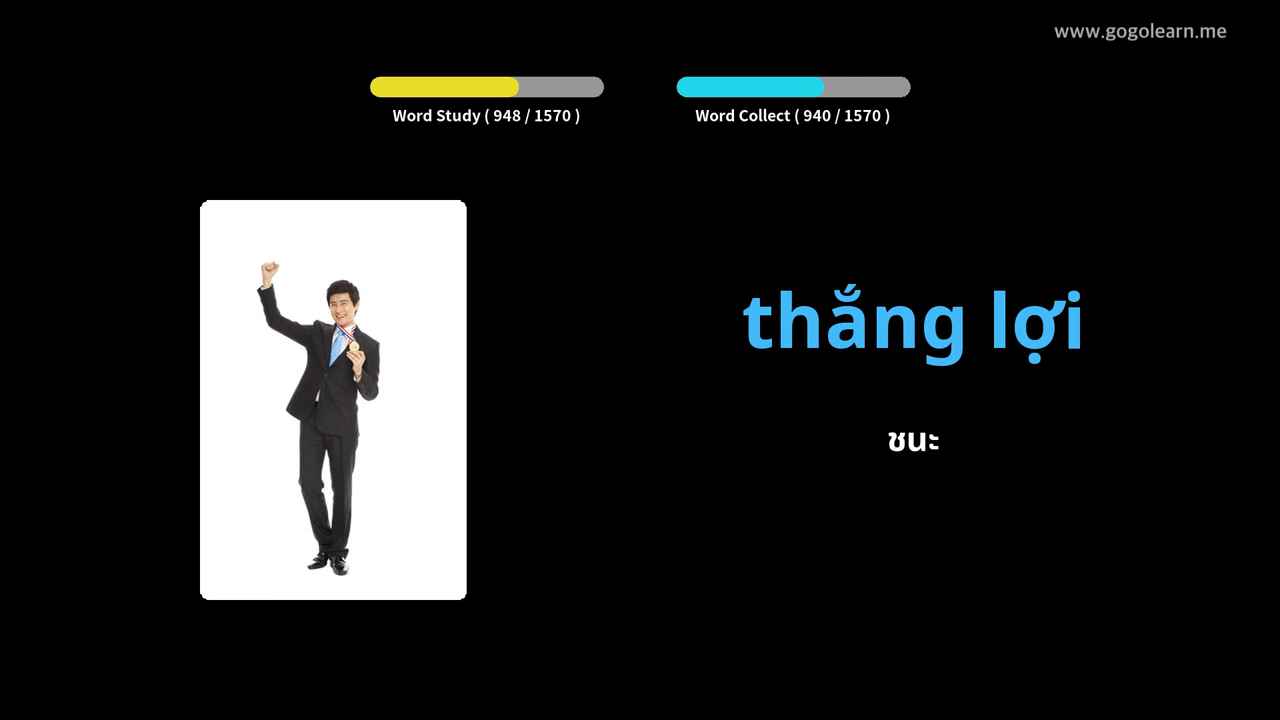 www.gogolearn.me
Word Study ( 948 / 1570 )
Word Collect ( 940 / 1570 )
thắng lợi
ชนะ